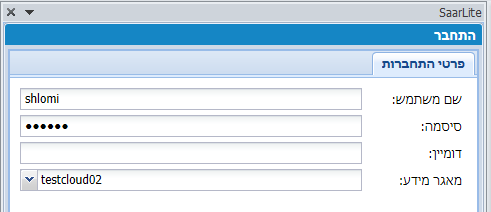 SaarLite
התחבר
פרטי התחברות
שם משתמש: shlomi
סיסמה: ●●●●●●
דומיין:
מאגר מידע: testcloud02